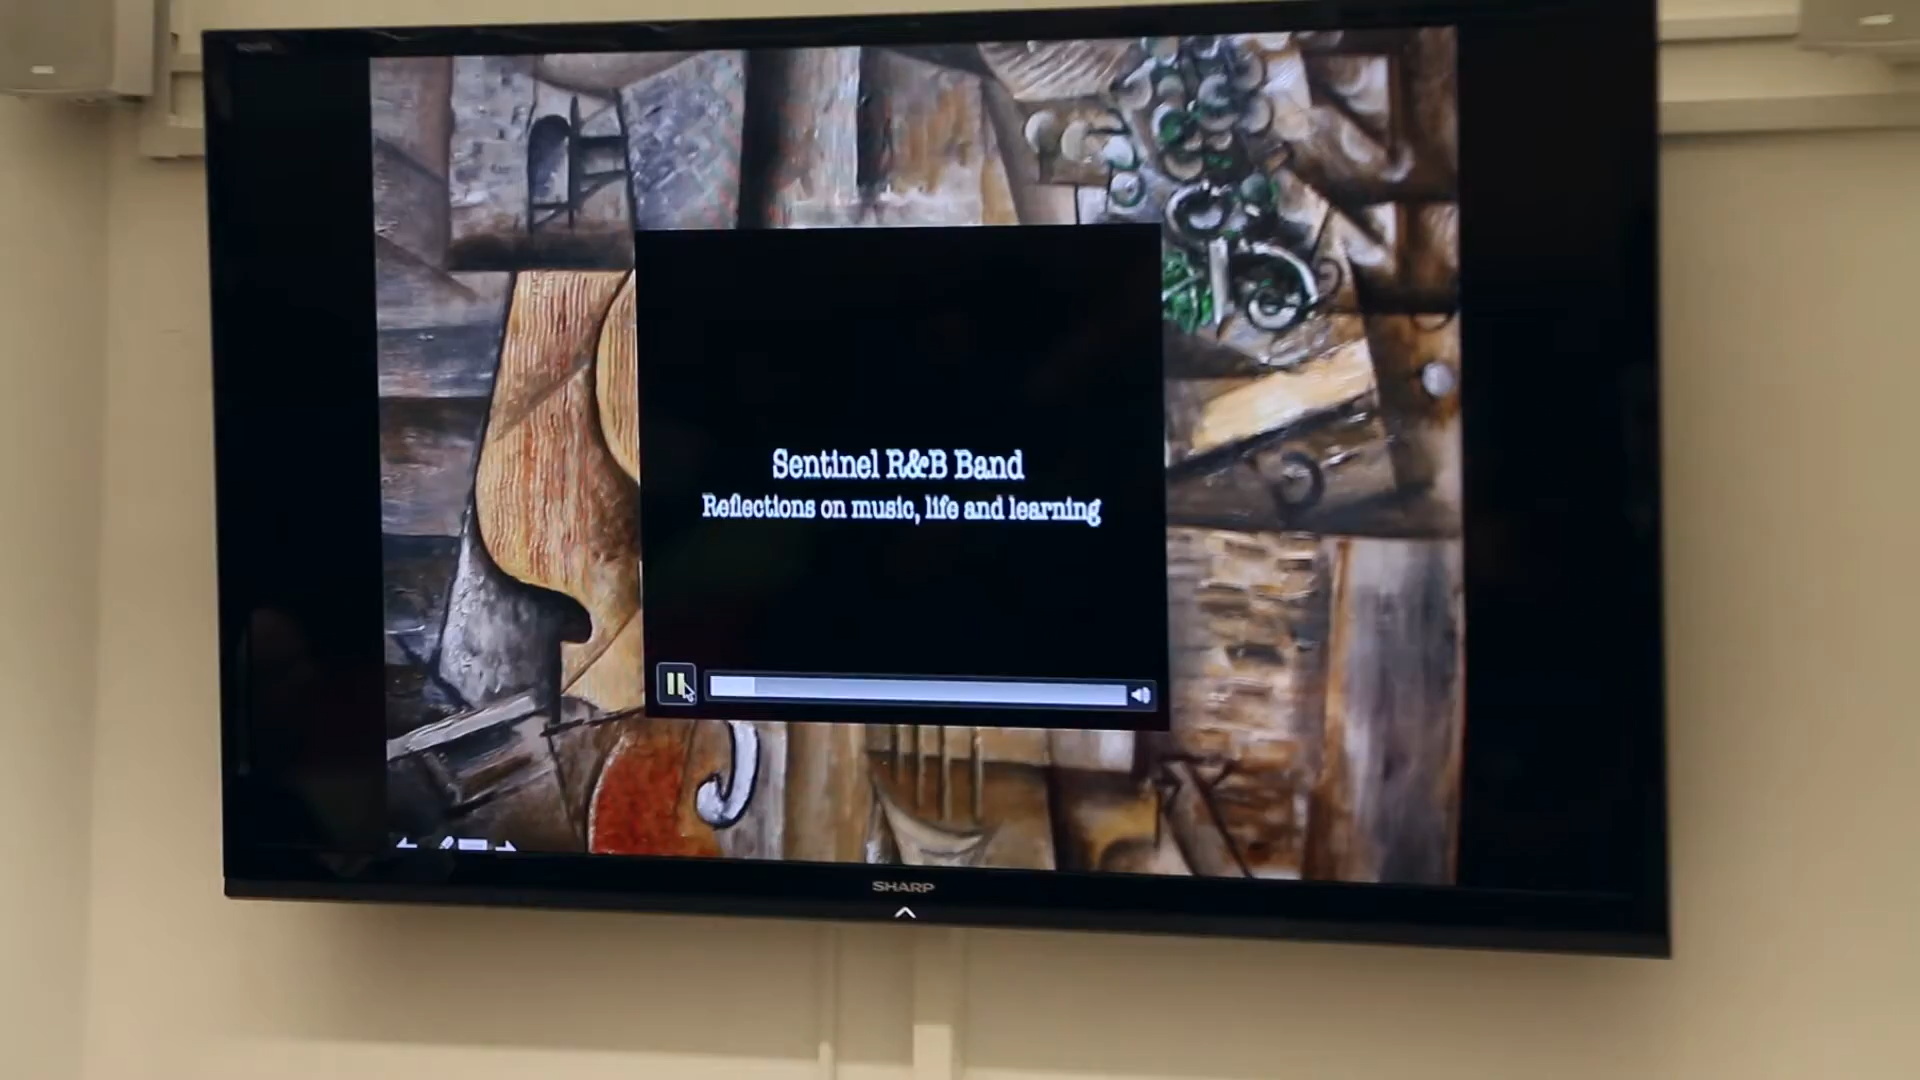 Sentinel R&B Band
Reflections on music, life and learning
SHARP